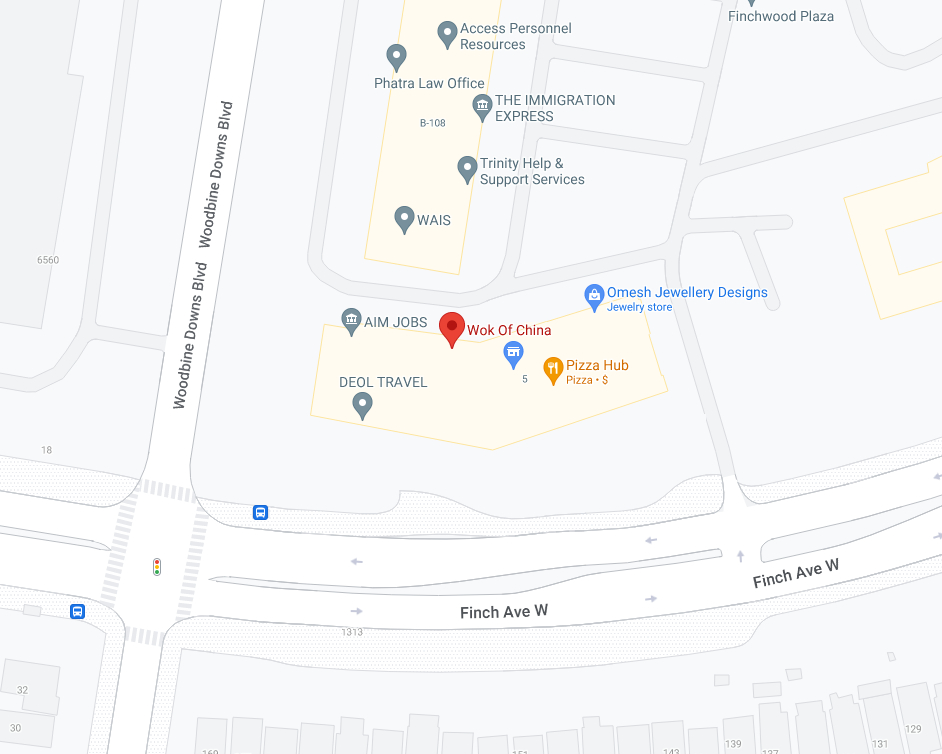 Finchwood Plaza
Access Personnel
Resources
Phatra Law Office
THE IMMIGRATION
EXPRESS
B-108
Trinity Help &
Support Services
WAIS
Woodbine Downs Blvd
Woodbine Downs Blvd
6560
Omesh Jewellery Designs
Jewelry store
AIM JOBS
Wok Of China
Pizza Hub
Pizza • $
5
DEOL TRAVEL
18
Finch Ave W
Finch Ave W
1313
32
30
160
151
143
139
137
131
129